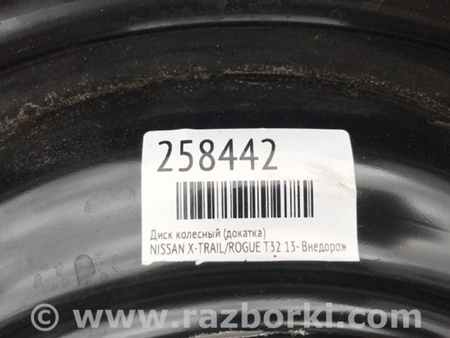 258442
Диск колесный (докатка)
NISSAN X-TRAIL/ROGUE T32 13- Внедорож
© www.razborki.com